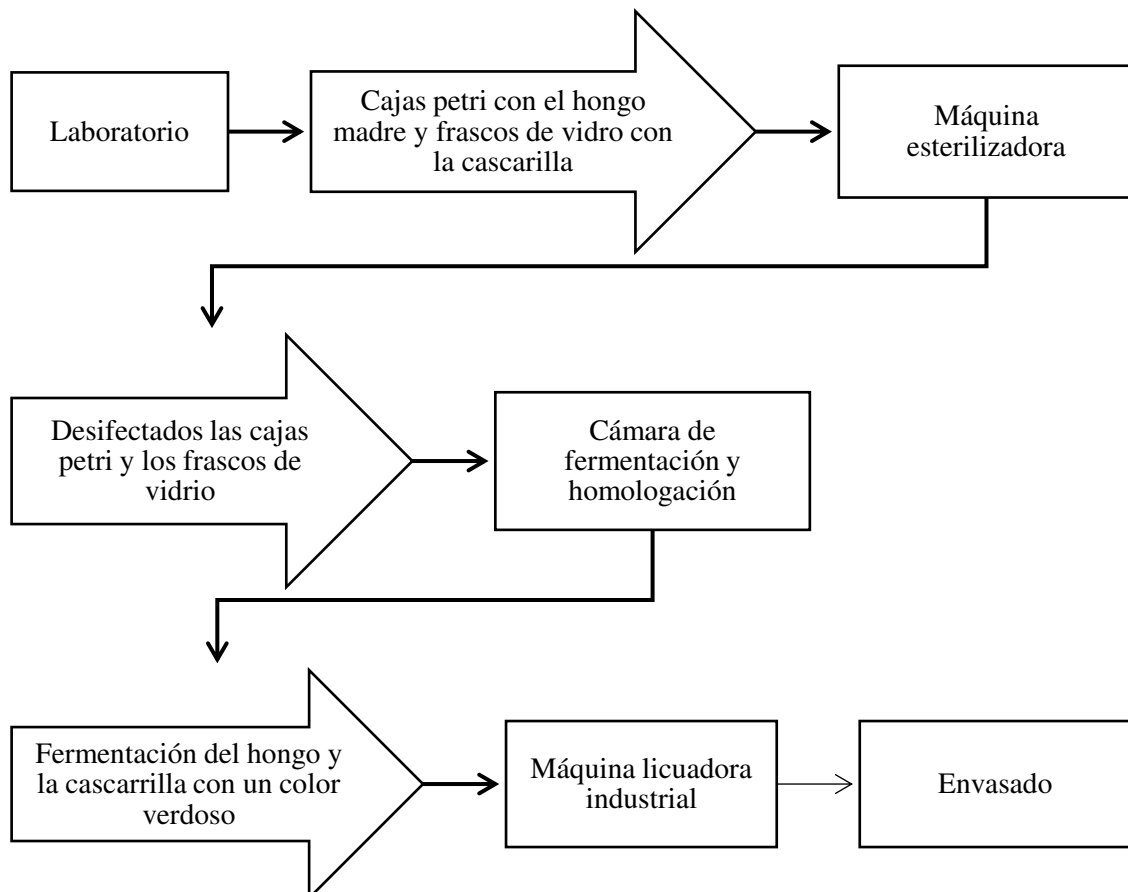 Laboratorio
Cajas petri con el hongo
madre y frascos de vidro con
la cascarilla
Máquina
esterilizadora
Desifectados las cajas
petri y los frascos de
vidrio
Cámara de
fermentación y
homologación
Fermentación del hongo y
la cascarrilla con un color
verdoso
Máquina licuadora
industrial
Envasado